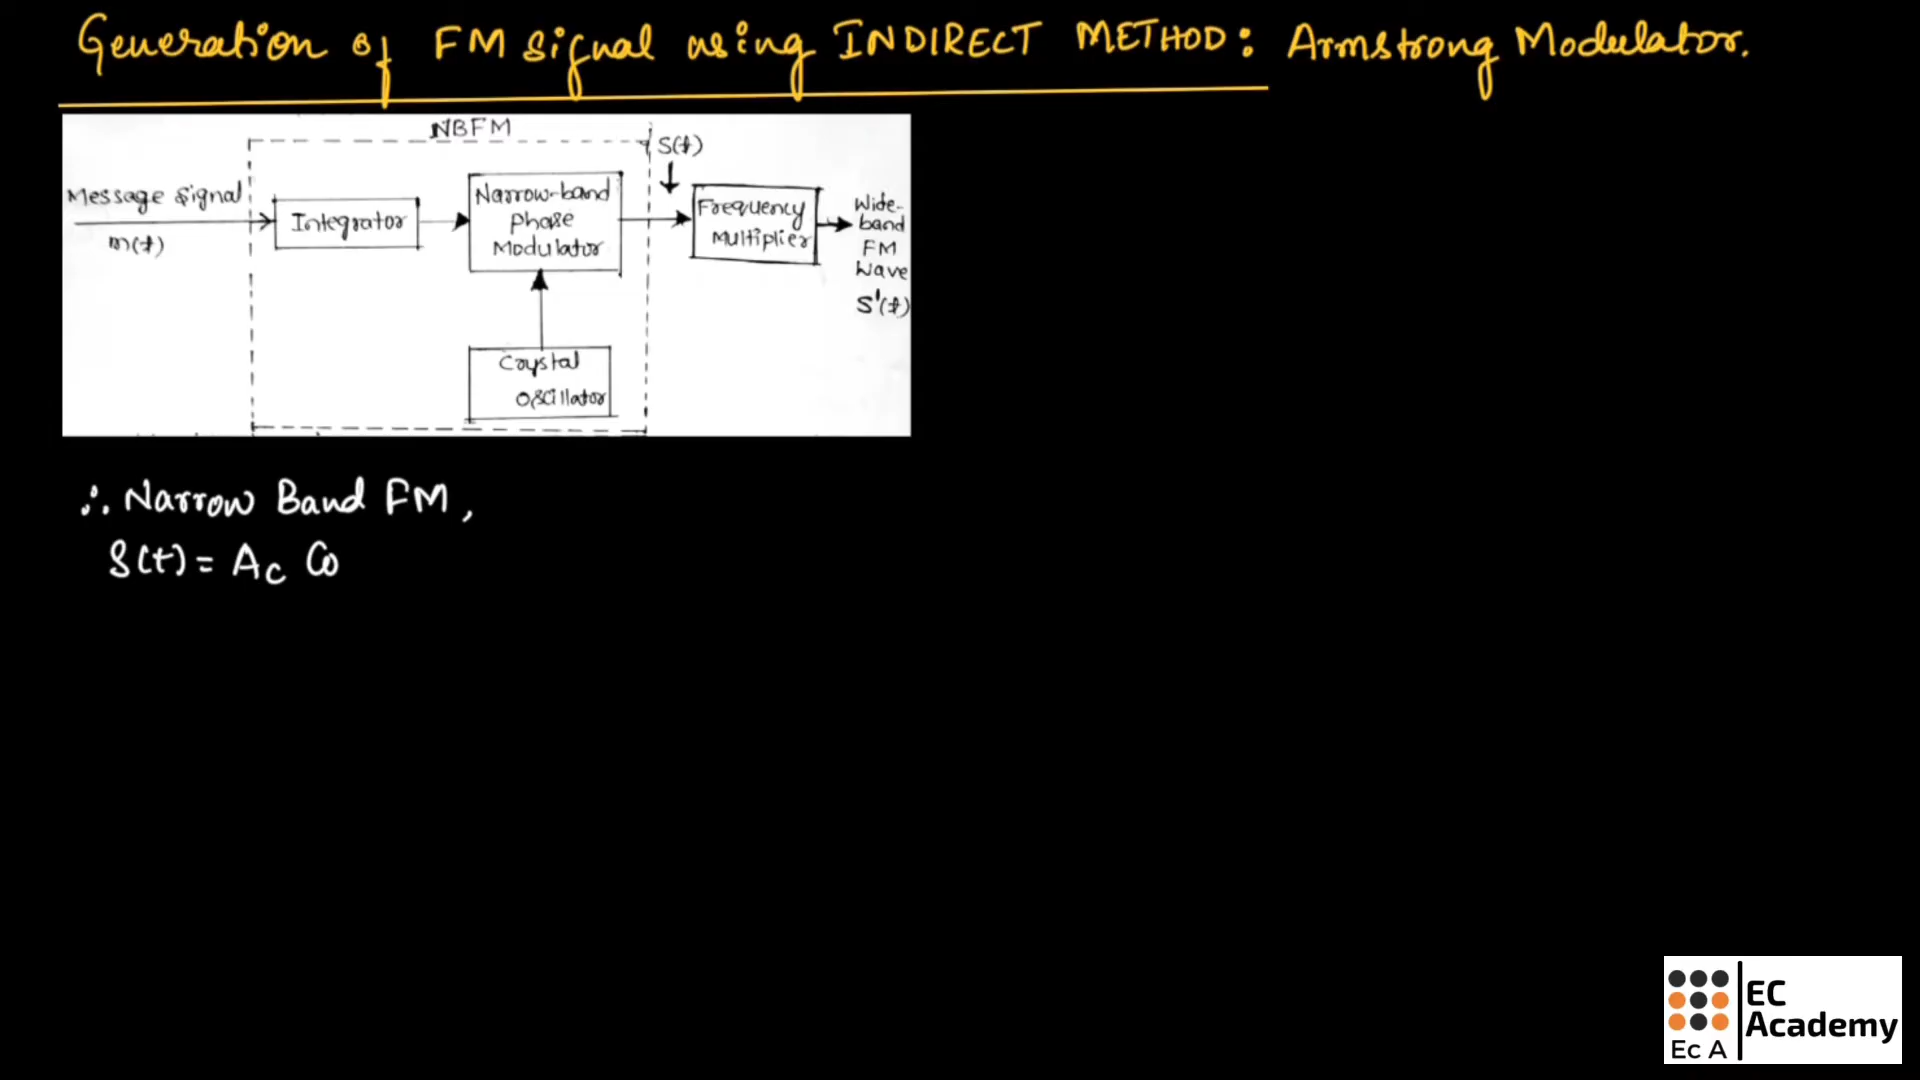 Generation of FM signal using INDIRECT METHOD: Armstrong Modulator.
NBFM
S(t)
Message signal
m(t)
Integrator
Narrow-band
phase
Modulator
Frequency
Multiplier
Wide-
band
FM
Wave
S'(t)
Crystal
oscillator
∴ Narrow Band FM,
S(t) = Ac Co
EC
Academy
Ec A